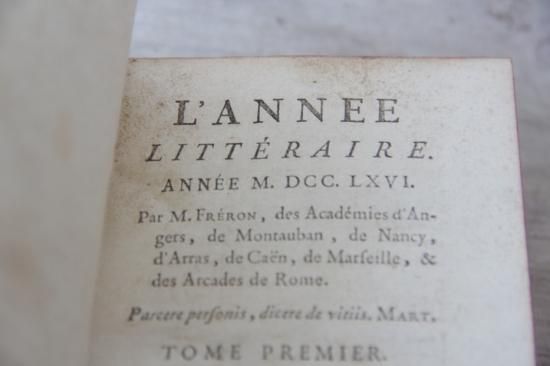 L'ANNEE
LITTÉRAIRE.
ANNÉE M. DCC. LXVI.
Par M. FRÉRON, des Académies d'An-
gers, de Montauban, de Nancy,
d'Arras, de Caën, de Marſeille, &
des Arcades de Rome.
Parcere perſonis, dicere de vitiis. MART.
TOME PREMIER.